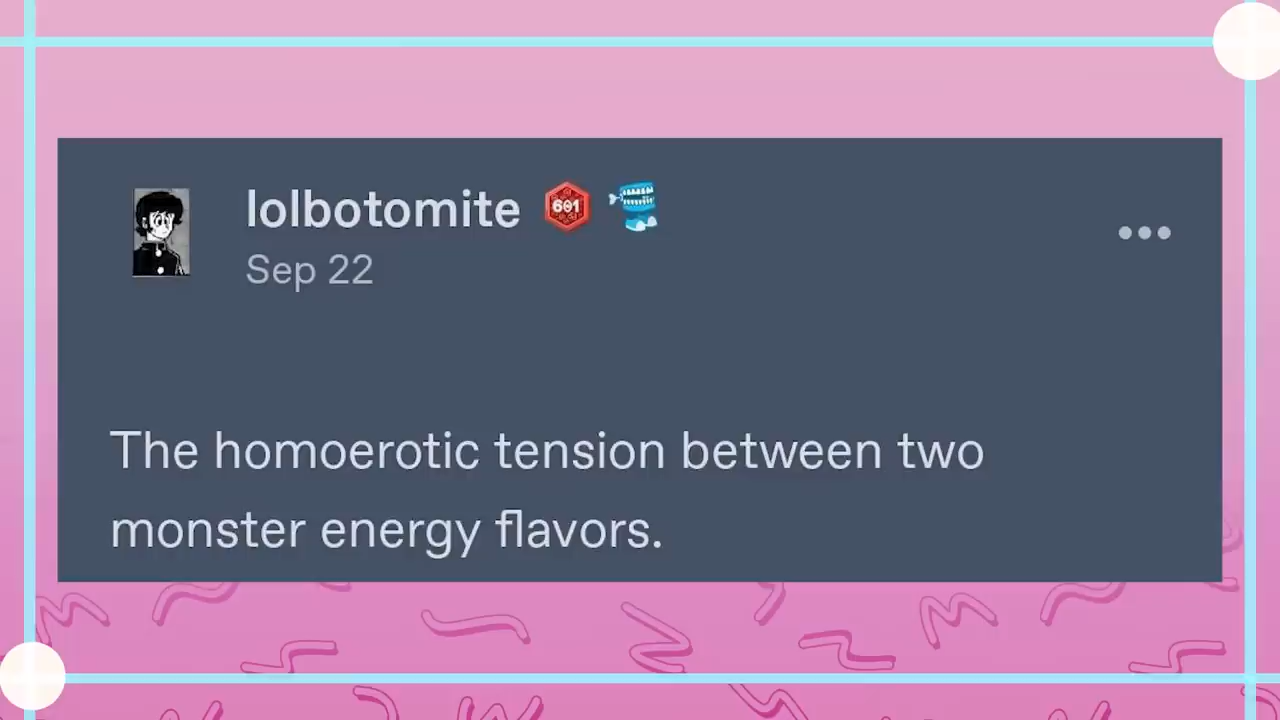 lolbotomite 601
Sep 22
The homoerotic tension between two
monster energy flavors.